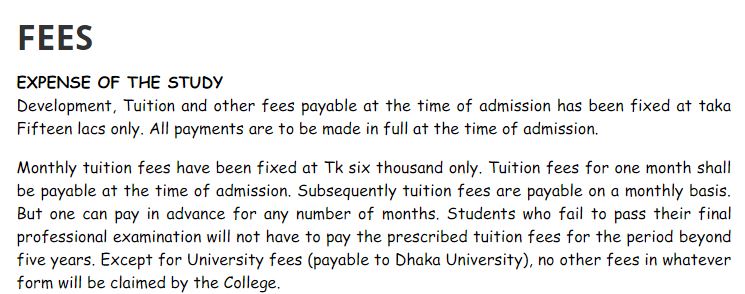 FEES
EXPENSE OF THE STUDY
Development, Tuition and other fees payable at the time of admission has been fixed at taka
Fifteen lacs only. All payments are to be made in full at the time of admission.
Monthly tuition fees have been fixed at Tk six thousand only. Tuition fees for one month shall
be payable at the time of admission. Subsequently tuition fees are payable on a monthly basis.
But one can pay in advance for any number of months. Students who fail to pass their final
professional examination will not have to pay the prescribed tuition fees for the period beyond
five years. Except for University fees (payable to Dhaka University), no other fees in whatever
form will be claimed by the College.